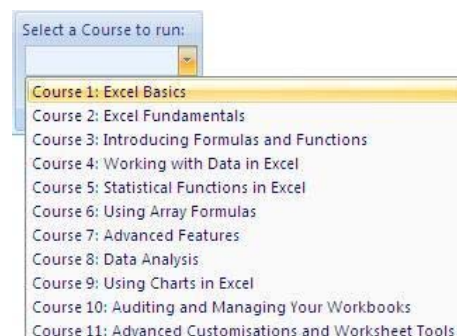 Select a Course to run:
Course 1: Excel Basics
Course 2: Excel Fundamentals
Course 3: Introducing Formulas and Functions
Course 4: Working with Data in Excel
Course 5: Statistical Functions in Excel
Course 6: Using Array Formulas
Course 7: Advanced Features
Course 8: Data Analysis
Course 9: Using Charts in Excel
Course 10: Auditing and Managing Your Workbooks
Course 11: Advanced Customisations and Worksheet Tools